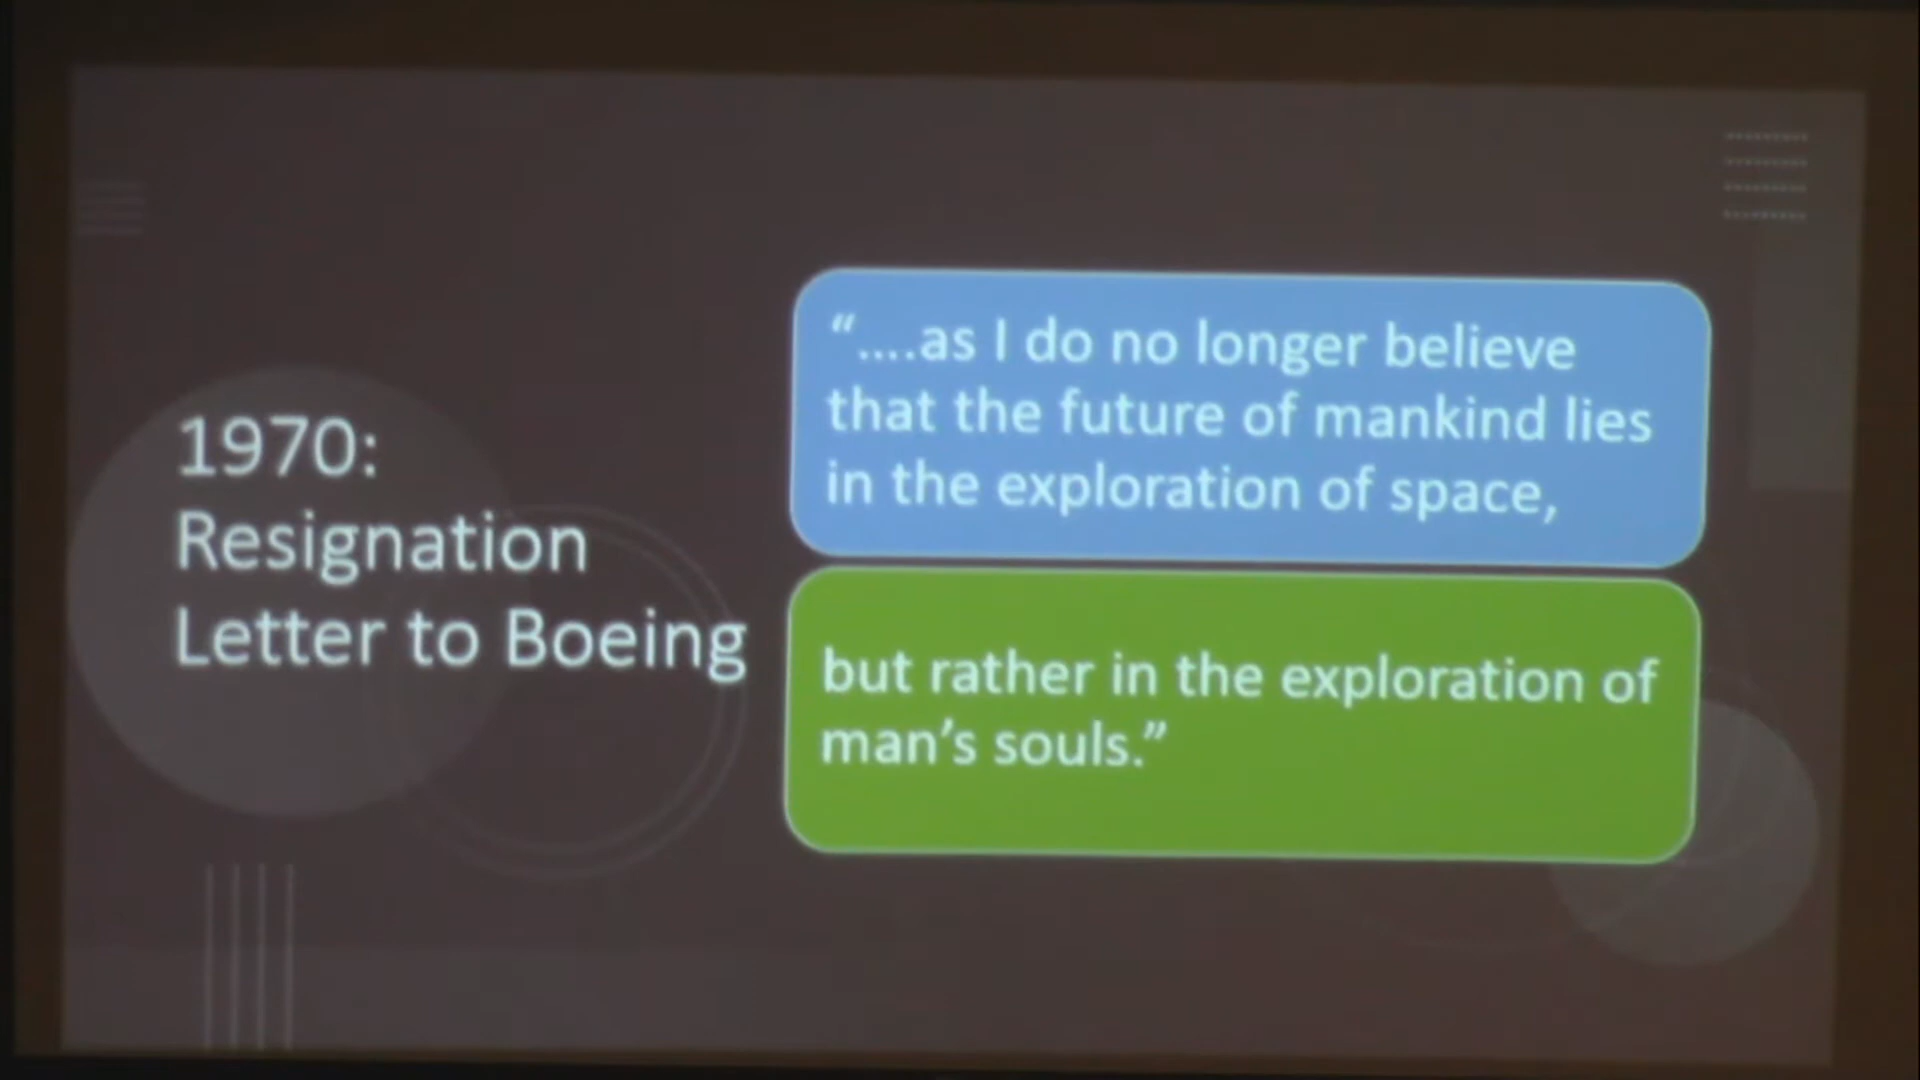 1970:
Resignation
Letter to Boeing
“....as I do no longer believe
that the future of mankind lies
in the exploration of space,
but rather in the exploration of
man’s souls.”